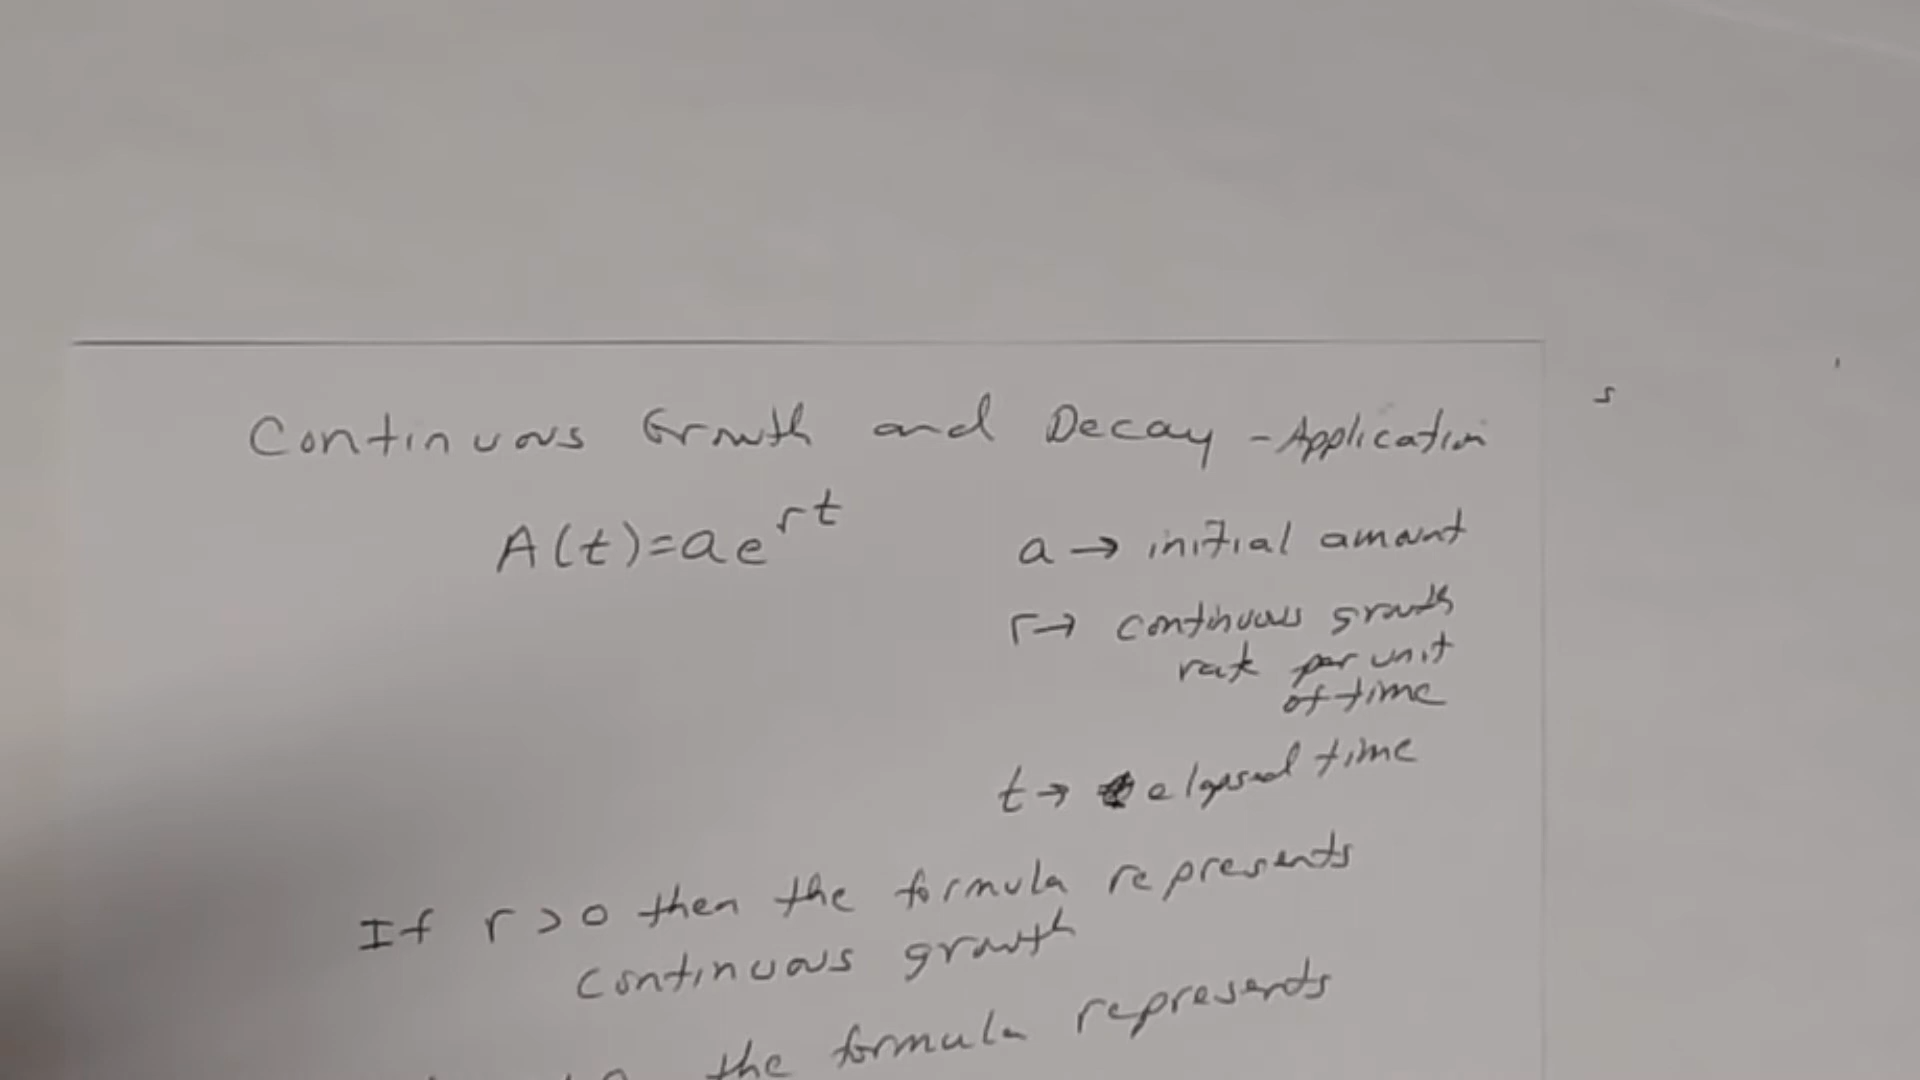 Continuous Growth and Decay - Application
s
A(t)=ae^{rt}
a → initial amount
r → continuous growth
rate per unit
of time
t → elapsed time
If r > 0 then the formula represents
continuous growth
the formula represents